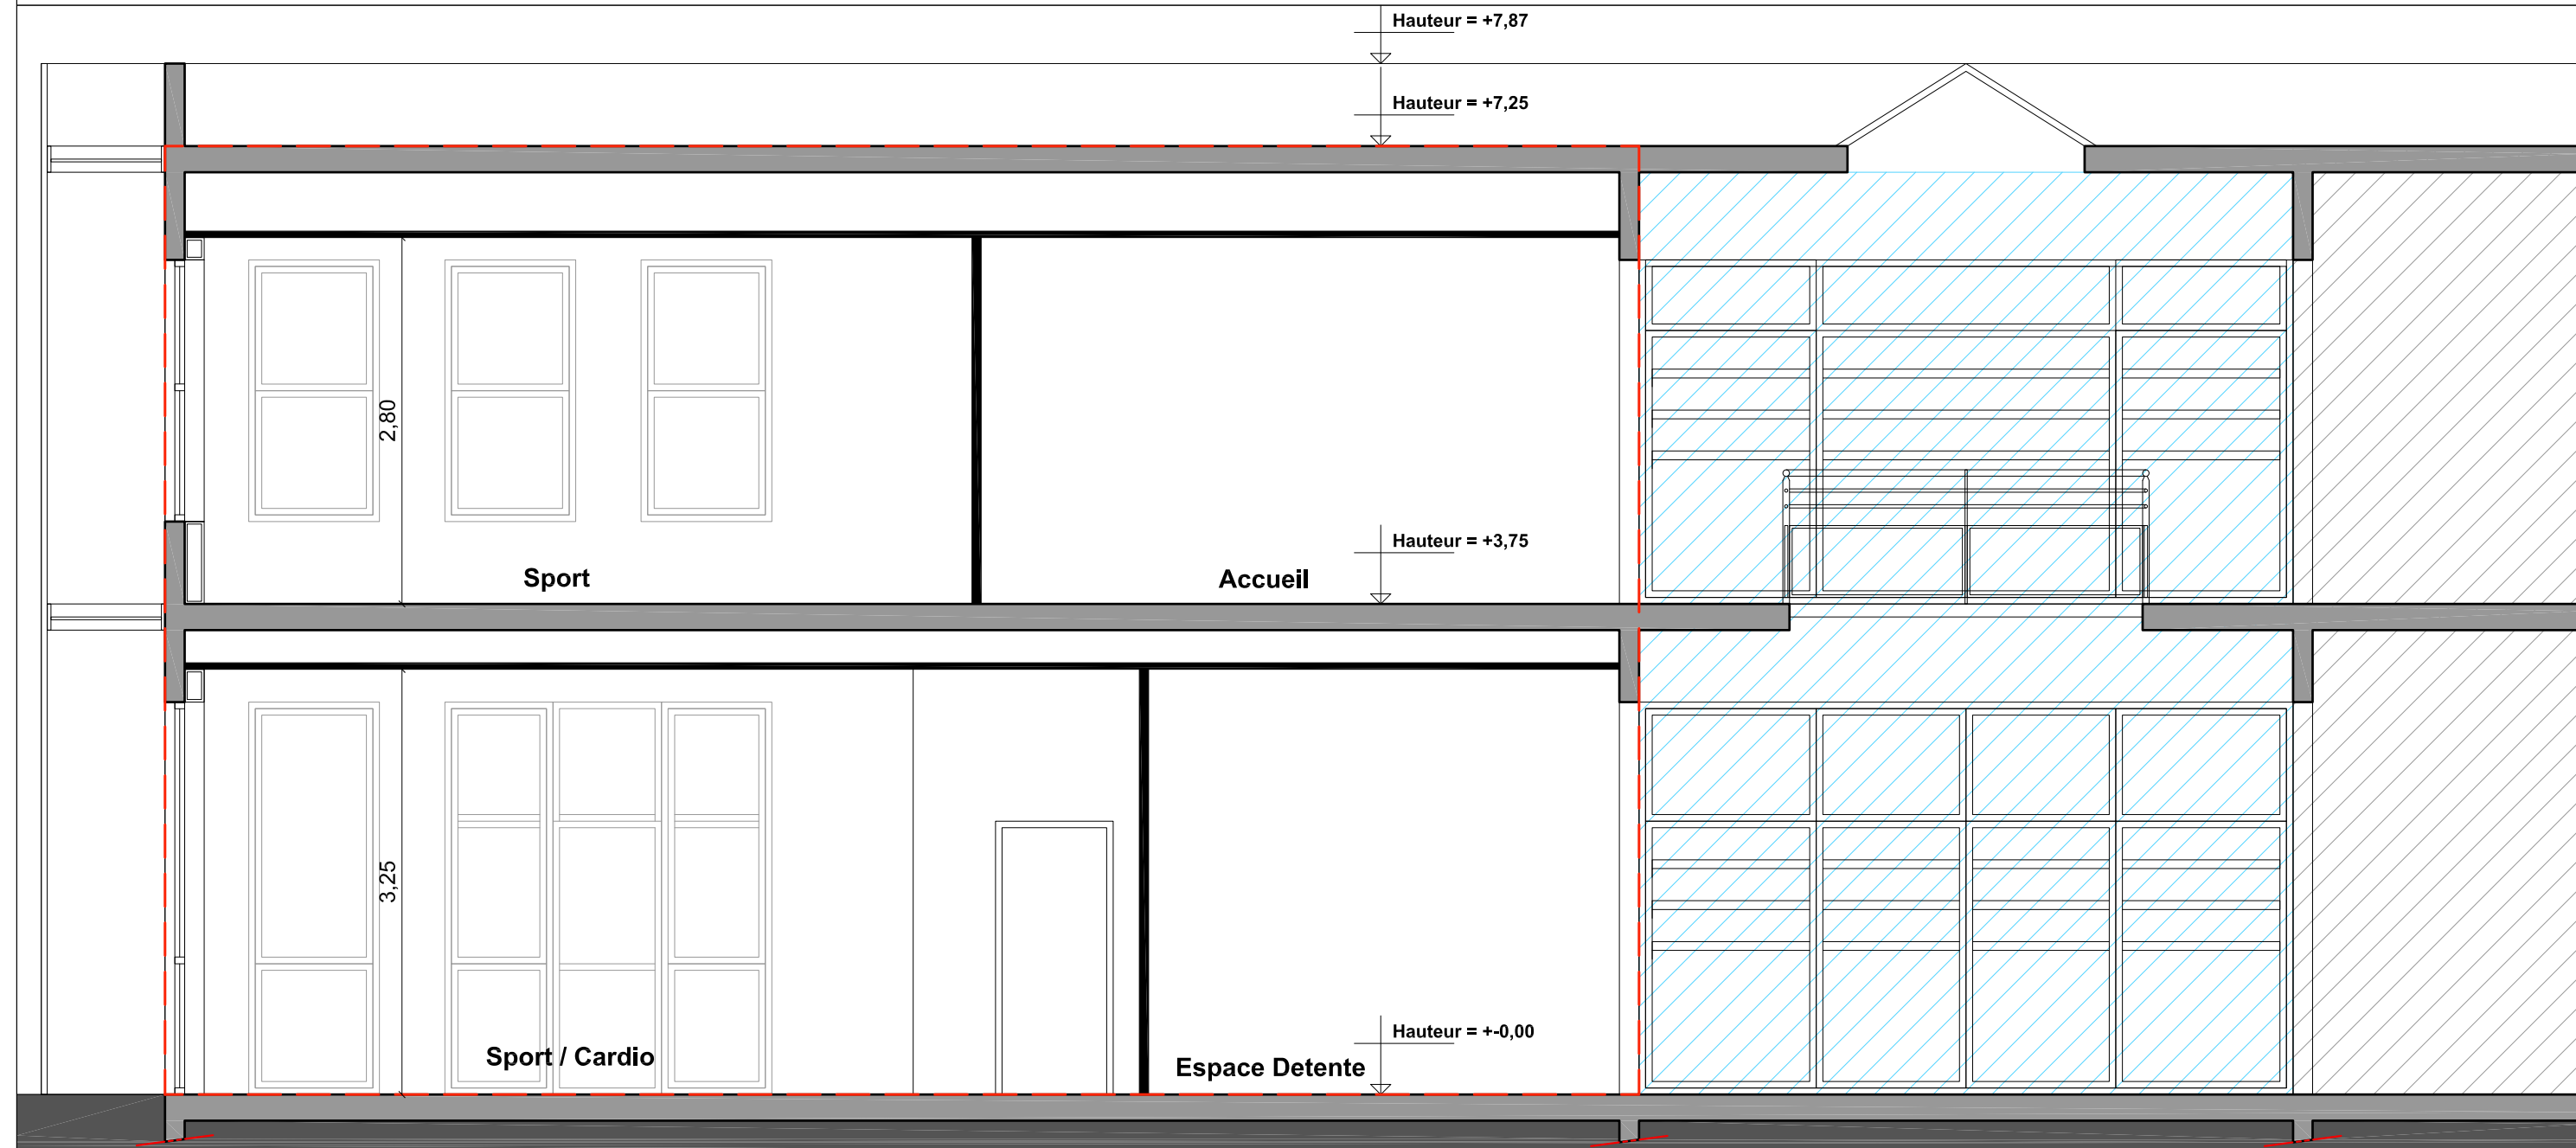 Hauteur = +7,87
Hauteur = +7,25
2,80
Hauteur = +3,75
Sport
Accueil
3,25
Hauteur = +-0,00
Sport / Cardio
Espace Detente